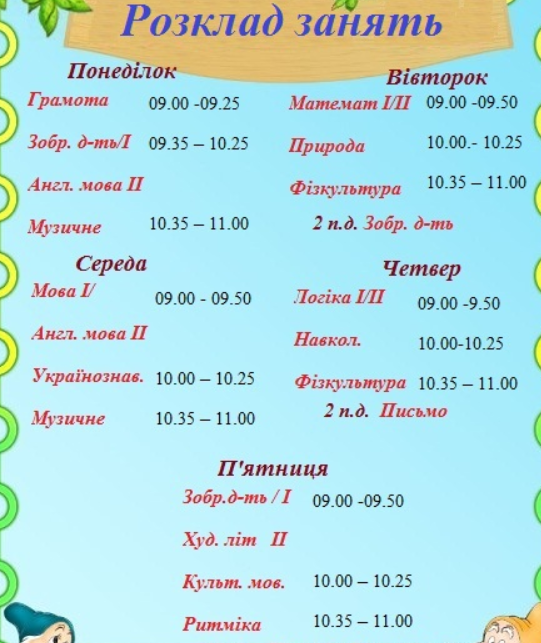 Розклад занять
Понеділок
Грамота 09.00 -09.25
Зобр. д-ть/І 09.35 – 10.25
Англ. мова ІІ
Музичне 10.35 – 11.00
Вівторок
Математ І/ІІ 09.00 -09.50
Природа 10.00.- 10.25
Фізкультура 10.35 – 11.00
2 п.д. Зобр. д-ть
Середа
Мова І/ 09.00 - 09.50
Англ. мова ІІ
Українознав. 10.00 – 10.25
Музичне 10.35 – 11.00
Четвер
Логіка І/ІІ 09.00 -9.50
Навкол. 10.00-10.25
Фізкультура 10.35 – 11.00
2 п.д. Письмо
П'ятниця
Зобр.д-ть / І 09.00 -09.50
Худ. літ ІІ
Культ. мов. 10.00 – 10.25
Ритміка 10.35 – 11.00